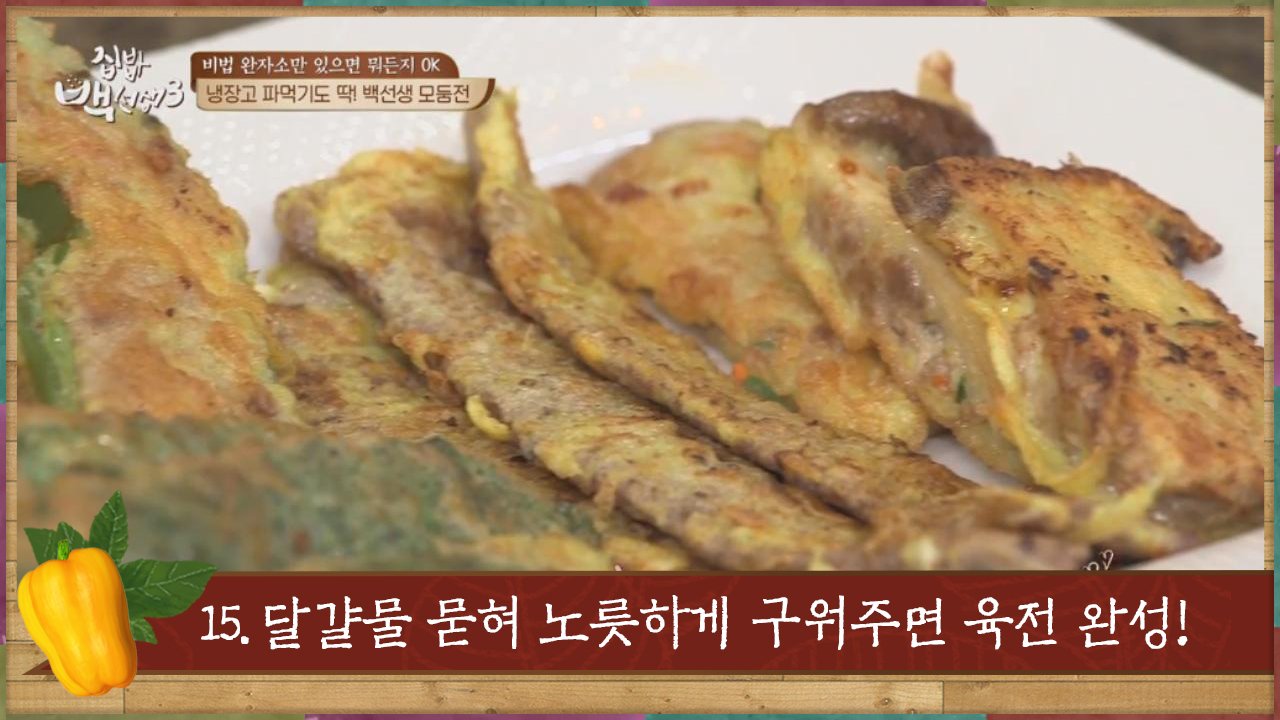 집밥
백선생3
비법 완자소만 있으면 뭐든지 OK
냉장고 파먹기도 딱! 백선생 모둠전
15. 달걀물 묻혀 노릇하게 구워주면 육전 완성!